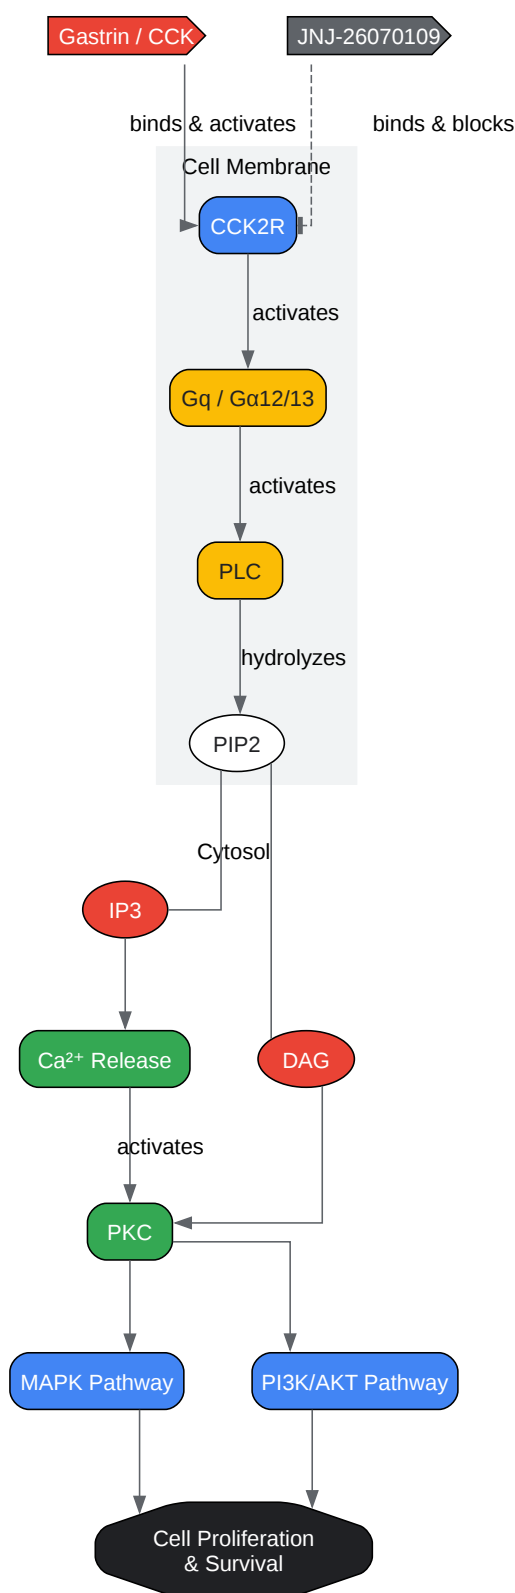 Gastrin / CCK
JNJ-26070109
binds & activates
binds & blocks
Cell Membrane
CCK2R
activates
Gq / Gα12/13
activates
PLC
hydrolyzes
PIP2
Cytosol
IP3
Ca²⁺ Release
DAG
activates
PKC
MAPK Pathway
PI3K/AKT Pathway
Cell Proliferation
& Survival